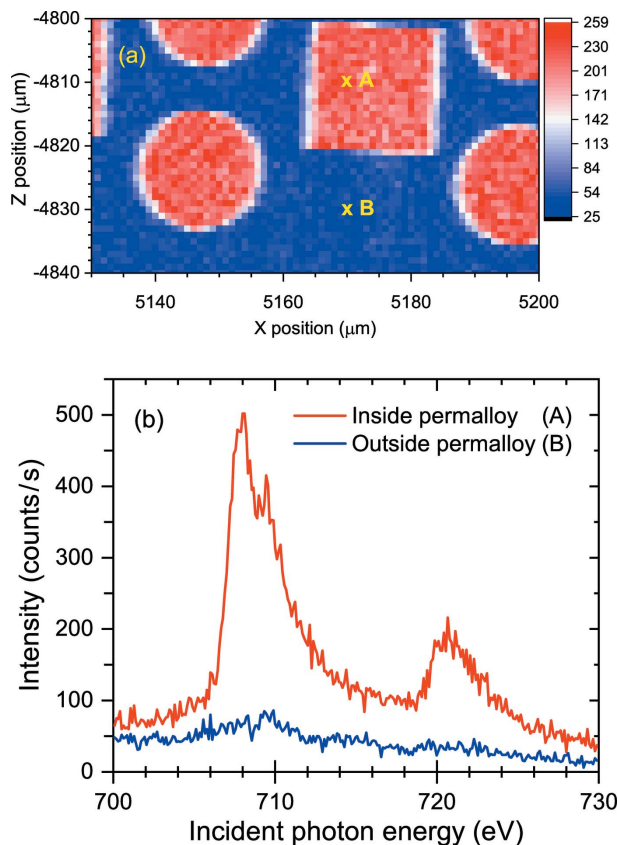 (a)
Z position (μm)
-4800
-4810
-4820
-4830
-4840
x A
x B
5140 5160 5180 5200
X position (μm)
259
230
201
171
142
113
84
54
25
(b)
Inside permalloy (A)
Outside permalloy (B)
Intensity (counts/s)
500
400
300
200
100
0
700 710 720 730
Incident photon energy (eV)